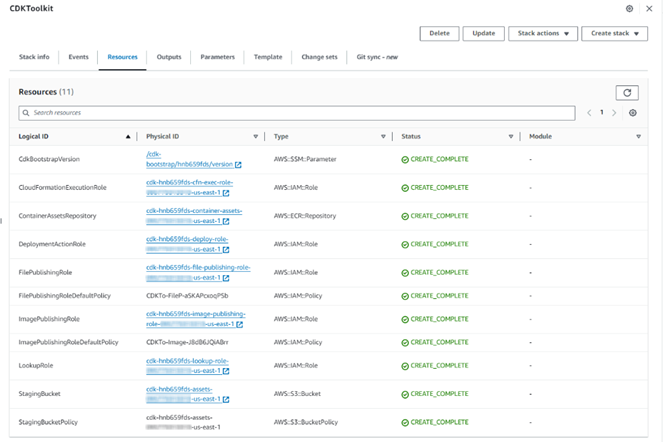 CDKToolkit
Delete Update Stack actions Create stack
Stack info Events Resources Outputs Parameters Template Change sets Git sync - new
Resources (11)
Search resources
1
Logical ID Physical ID Type Status Module
CdkBootstrapVersion /cdk-bootstrap/hnb659fds/version AWS::SSM::Parameter CREATE_COMPLETE -
CloudFormationExecutionRole cdk-hnb659fds-cfn-exec-role- -us-east-1 AWS::IAM::Role CREATE_COMPLETE -
ContainerAssetsRepository cdk-hnb659fds-container-assets- -us-east-1 AWS::ECR::Repository CREATE_COMPLETE -
DeploymentActionRole cdk-hnb659fds-deploy-role- -us-east-1 AWS::IAM::Role CREATE_COMPLETE -
FilePublishingRole cdk-hnb659fds-file-publishing-role- -us-east-1 AWS::IAM::Role CREATE_COMPLETE -
FilePublishingRoleDefaultPolicy CDKTo-FileP-aSKAPcxoqPSb AWS::IAM::Policy CREATE_COMPLETE -
ImagePublishingRole cdk-hnb659fds-image-publishing-role- -us-east-1 AWS::IAM::Role CREATE_COMPLETE -
ImagePublishingRoleDefaultPolicy CDKTo-Image-J8dB6JQiABrr AWS::IAM::Policy CREATE_COMPLETE -
LookupRole cdk-hnb659fds-lookup-role- -us-east-1 AWS::IAM::Role CREATE_COMPLETE -
StagingBucket cdk-hnb659fds-assets- -us-east-1 AWS::S3::Bucket CREATE_COMPLETE -
StagingBucketPolicy cdk-hnb659fds-assets- -us-east-1 AWS::S3::BucketPolicy CREATE_COMPLETE -